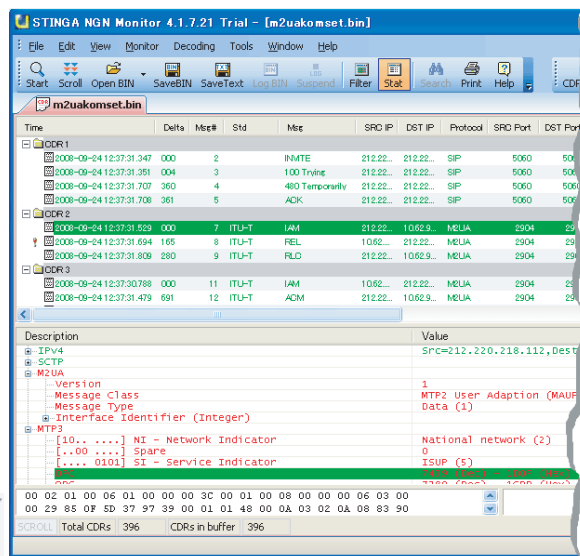 STINGA NGN Monitor 4.1.7.21 Trial - [m2uakomset.bin]
File Edit View Monitor Decoding Tools Window Help
Start Scroll Open BIN SaveBIN SaveText Log BIN Suspend Filter Stat Search Print Help CDR
m2uakomset.bin
Time Delta Msg# Std Msg SRC IP DST IP Protocol SRC Port DST Port
CDR 1
2008-09-24 12:37:31.347 000 2 INVITE 212.22... 212.22... SIP 5060
2008-09-24 12:37:31.351 004 3 100 Trying 212.22... 212.22... SIP 5060
2008-09-24 12:37:31.707 360 4 480 Temporarily 212.22... 212.22... SIP 5060
2008-09-24 12:37:31.708 361 5 ACK 212.22... 212.22... SIP 5060
CDR 2
2008-09-24 12:37:31.529 000 7 ITU-T IAM 212.22... 10.62.9... M2UA 2904 29
2008-09-24 12:37:31.694 165 8 ITU-T REL 10.62... 212.22... M2UA 2904 29
2008-09-24 12:37:31.809 280 9 ITU-T RLC 212.22... 10.62.9... M2UA 2904 29
CDR 3
2008-09-24 12:37:30.788 000 11 ITU-T IAM 10.62... 212.22... M2UA 2904 29
2008-09-24 12:37:31.479 691 12 ITU-T ACM 212.22... 10.62.9... M2UA 2904 29
Description Value
IPv4 Src=212.220.218.112,Dest
SCTP
M2UA
Version 1
Message Class MTP2 User Adaption (MAUP
Message Type Data (1)
Interface Identifier (Integer)
MTP3
[10.. ....] NI - Network Indicator National network (2)
[..00 ....] Spare 0
[.... 0101] SI - Service Indicator ISUP (5)
DPC
00 02 01 00 06 01 00 00 00 3C 00 01 00 08 00 00 00 06 03 00
00 29 85 0F 5D 37 97 39 00 01 01 48 00 0A 03 02 0A 08 83 90
SCROLL Total CDRs 396 CDRs in buffer 396